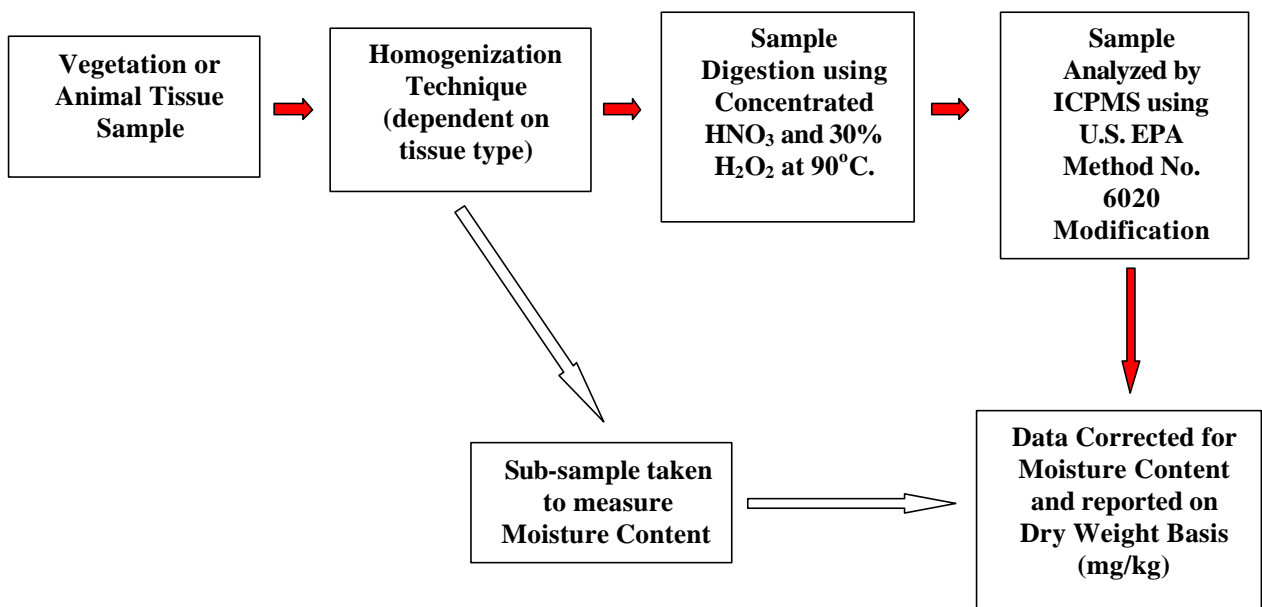 Vegetation or
Animal Tissue
Sample
Homogenization
Technique
(dependent on
tissue type)
Sample
Digestion using
Concentrated
HNO₃ and 30%
H₂O₂ at 90°C.
Sample
Analyzed by
ICPMS using
U.S. EPA
Method No.
6020
Modification
Sub-sample taken
to measure
Moisture Content
Data Corrected for
Moisture Content
and reported on
Dry Weight Basis
(mg/kg)